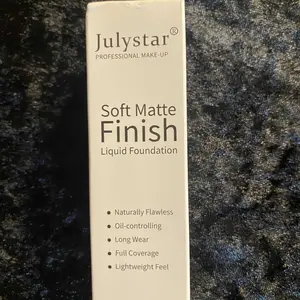 Julystar®
PROFESSIONAL MAKE-UP
Soft Matte
Finish
Liquid Foundation
● Naturally Flawless
● Oil-controlling
● Long Wear
● Full Coverage
● Lightweight Feel